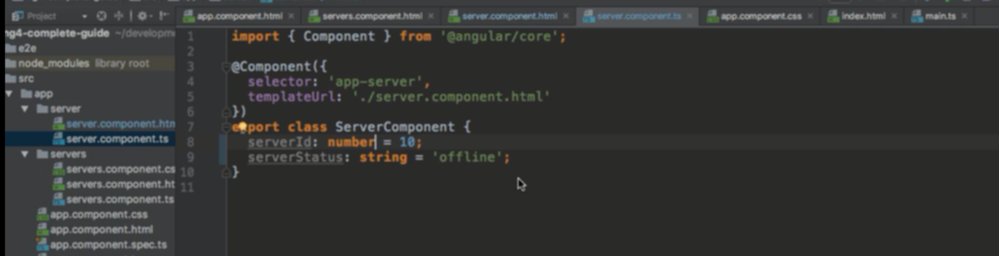 Project
app.component.html × servers.component.html × server.component.html × server.component.ts × app.component.css × index.html × main.ts ×
ng4-complete-guide ~/developme
e2e
node_modules library root
src
app
server
server.component.htm
server.component.ts
servers
servers.component.cs
servers.component.ht
servers.component.ts
app.component.css
app.component.html
app.component.spec.ts
1 import { Component } from '@angular/core';
2
3 @Component({
4 selector: 'app-server',
5 templateUrl: './server.component.html'
6 })
7 export class ServerComponent {
8 serverId: number = 10;
9 serverStatus: string = 'offline';
10 }
11